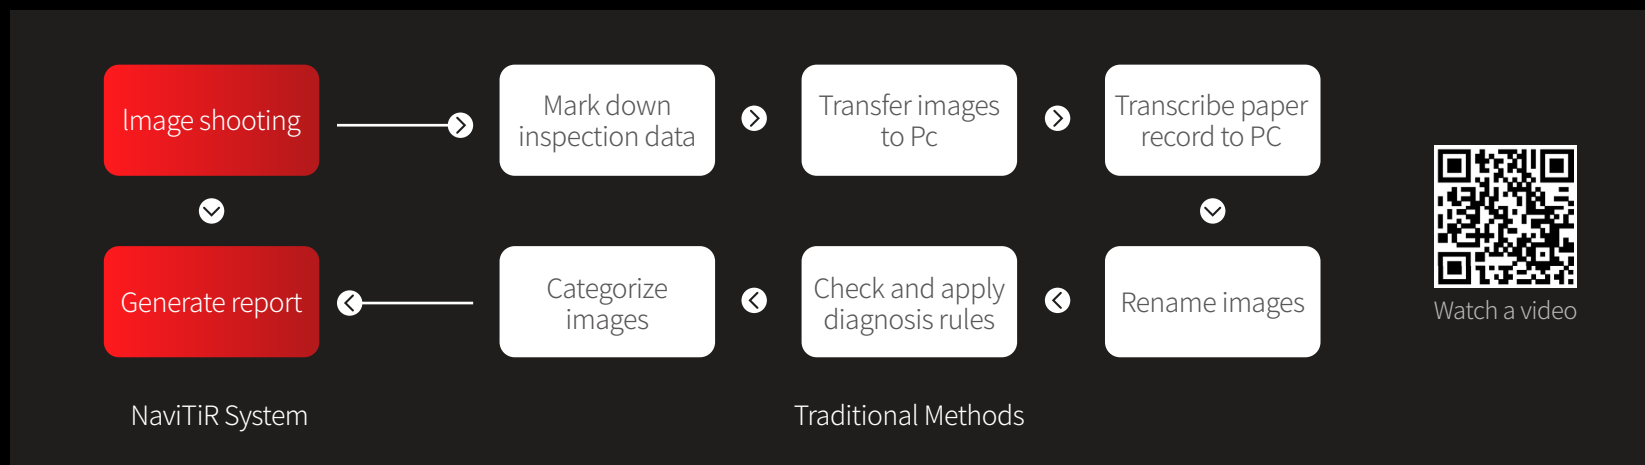 Image shooting
Mark down
inspection data
Transfer images
to Pc
Transcribe paper
record to PC
Generate report
Categorize
images
Check and apply
diagnosis rules
Rename images
Watch a video
NaviTiR System
Traditional Methods